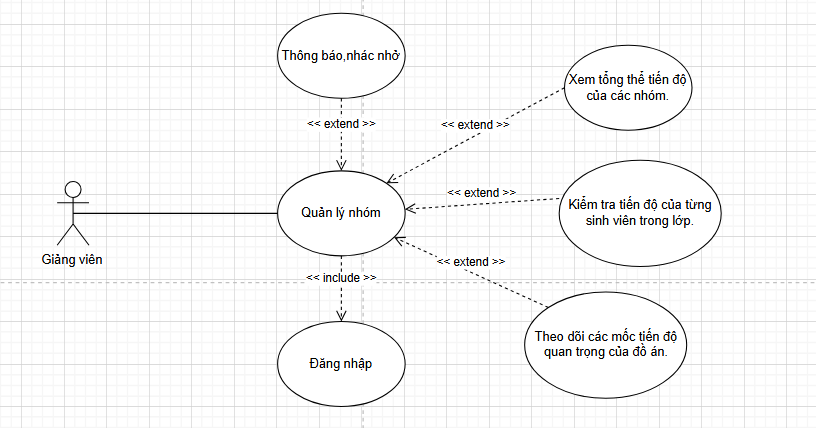 Thông báo,nhác nhở
Xem tổng thể tiến độ
của các nhóm.
<< extend >>
<< extend >>
Kiểm tra tiến độ của từng
sinh viên trong lớp.
<< extend >>
Quản lý nhóm
Giảng viên
<< extend >>
<< include >>
Theo dõi các mốc tiến độ
quan trọng của đồ án.
Đăng nhập